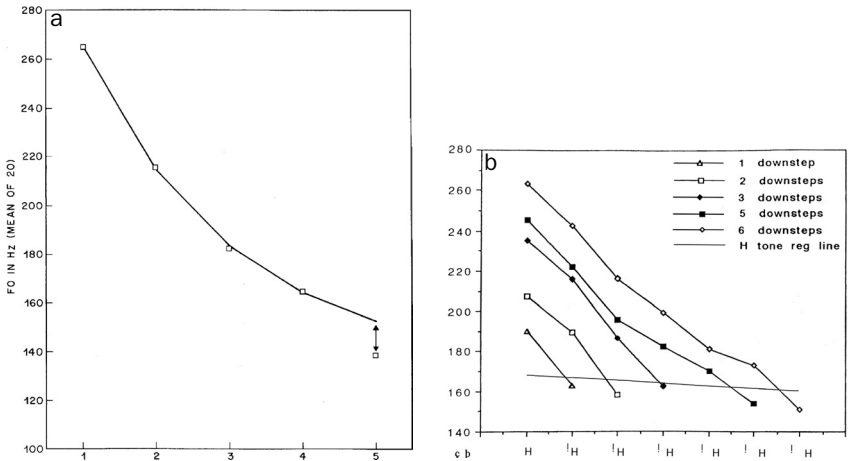 a
280
260
240
220
200
180
160
140
120
100
FO IN Hz (MEAN OF 20)
1 2 3 4 5
b
280
260
240
220
200
180
160
140
1 downstep
2 downsteps
3 downsteps
5 downsteps
6 downsteps
H tone reg line
H !H !H !H !H !H !H